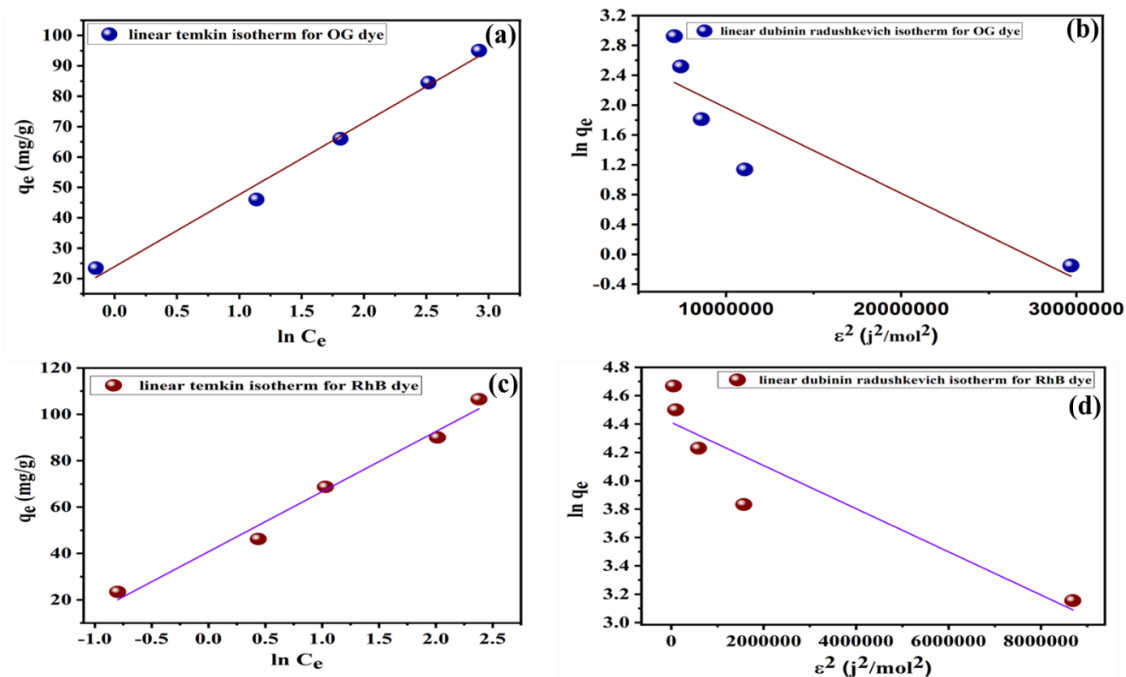 linear temkin isotherm for OG dye
(a)
100
90
80
70
60
50
40
30
20
q_e (mg/g)
0.0 0.5 1.0 1.5 2.0 2.5 3.0
ln C_e
linear dubinin radushkevich isotherm for OG dye
(b)
3.2
2.8
2.4
2.0
1.6
1.2
0.8
0.4
0.0
-0.4
ln q_e
10000000 20000000 30000000
ε² (j²/mol²)
linear temkin isotherm for RhB dye
(c)
120
100
80
60
40
20
q_e (mg/g)
-1.0 -0.5 0.0 0.5 1.0 1.5 2.0 2.5
ln C_e
linear dubinin radushkevich isotherm for RhB dye
(d)
4.8
4.6
4.4
4.2
4.0
3.8
3.6
3.4
3.2
3.0
ln q_e
0 2000000 4000000 6000000 8000000
ε² (j²/mol²)